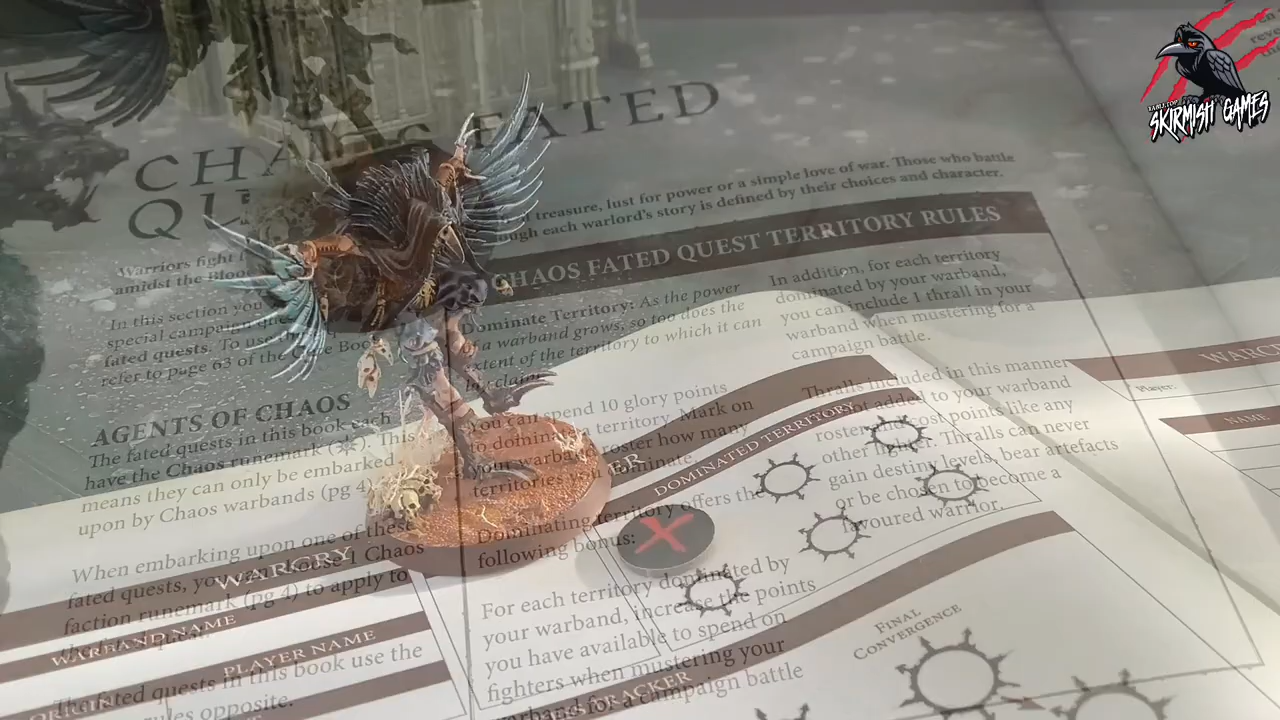 TABLETOP
SKIRMISH GAMES
CHAOS FATED
treasure, lust for power or a simple love of war. Those who battle
each warlord's story is defined by their choices and character.
Warriors fight
amidst the
CHAOS FATED QUEST TERRITORY RULES
In this section you
special campaign
fated quests. To use
refer to page 63 of the Core
AGENTS OF CHAOS
The fated quests in this book each
have the Chaos runemark ( ). This
means they can only be embarked
upon by Chaos warbands (pg 4).
When embarking upon one of these
fated quests, you can choose 1 Chaos
faction runemark (pg 4) to apply to
The fated quests in this book use the
rules opposite.
Dominate Territory: As the power
of a warband grows, so too does the
extent of the territory to which it can
lay claim.
You can spend 10 glory points
to dominate a territory. Mark on
your warband roster how many
territories you dominate.
Dominating territory offers the
following bonus:
For each territory dominated by
your warband, increase the points
you have available to spend on
fighters when mustering your
warband for a campaign battle
In addition, for each territory
dominated by your warband,
you can include 1 thrall in your
warband when mustering for a
campaign battle.
Thralls included in this manner
not added to your warband
cost points like any
other fighter. Thralls can never
gain destiny levels, bear artefacts
or be chosen to become a
favoured warrior.
WARCRY
WARBAND NAME
PLAYER NAME
ORIGIN
DOMINATED TERRITORY
FINAL
CONVERGENCE
TRACKER
Player:
NAME